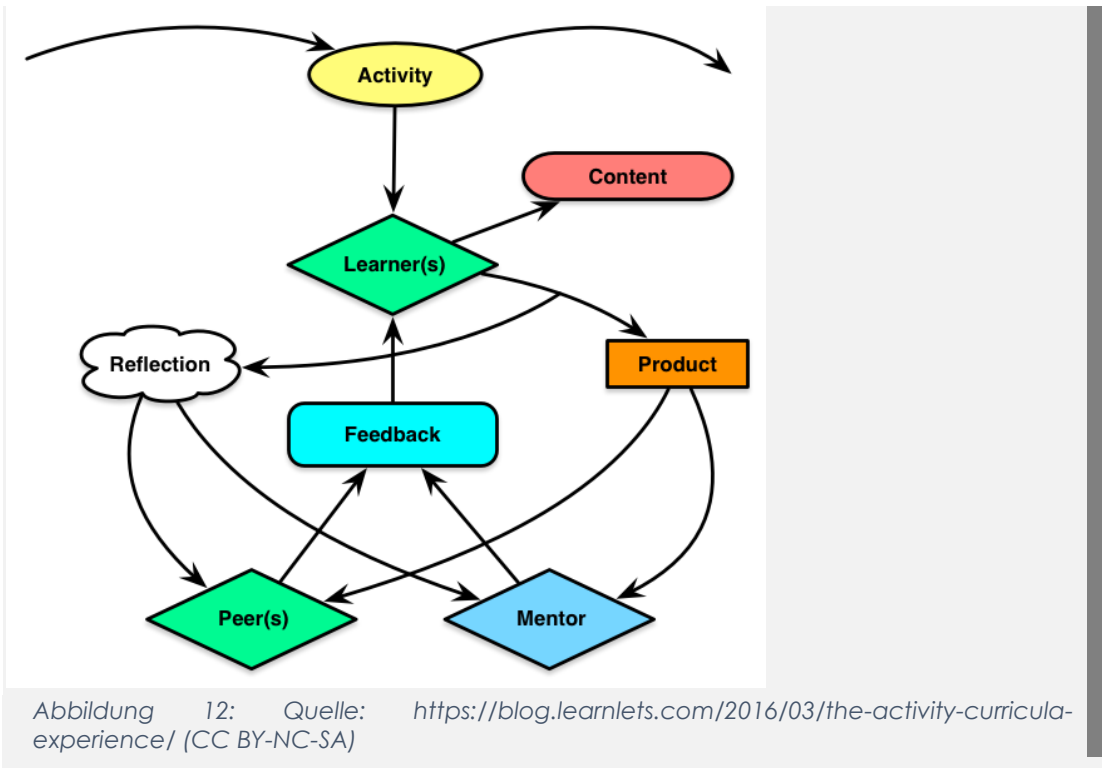 Activity
Content
Learner(s)
Reflection
Product
Feedback
Peer(s)
Mentor
Abbildung 12: Quelle: https://blog.learnlets.com/2016/03/the-activity-curricula-
experience/ (CC BY-NC-SA)